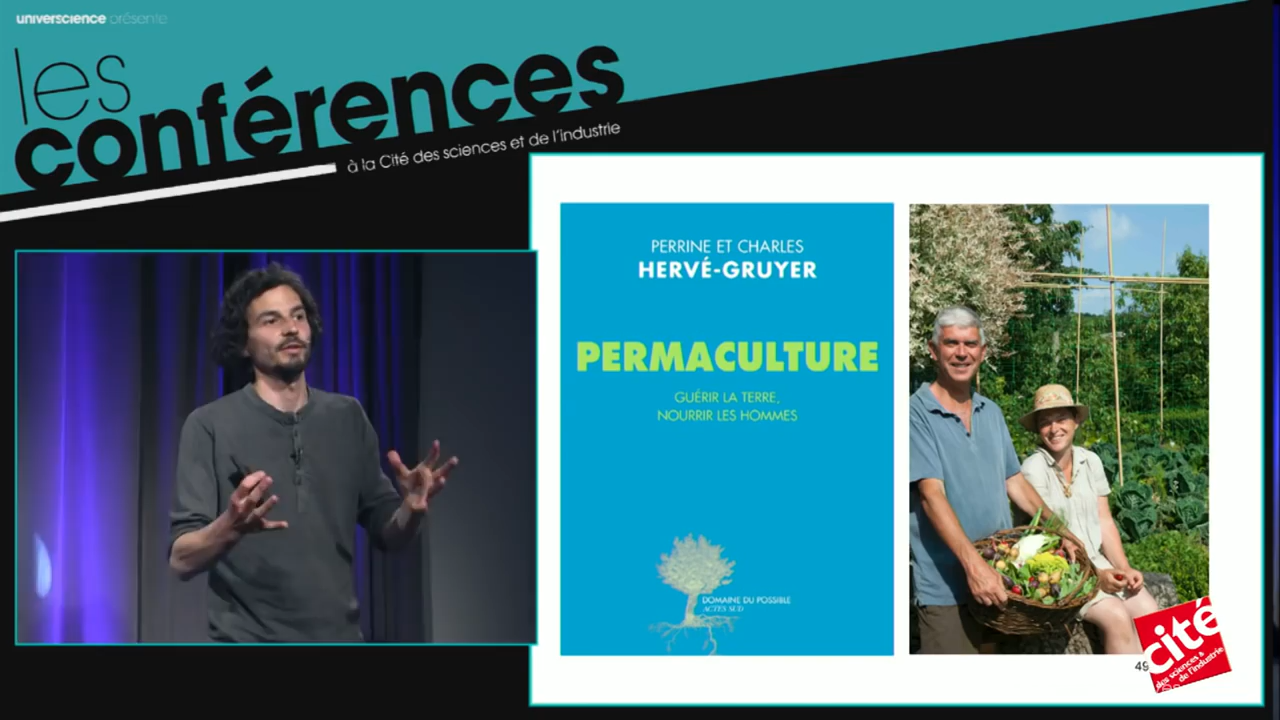 universcience présente
les
conférences
à la Cité des sciences et de l'industrie
PERRINE ET CHARLES
HERVÉ-GRUYER
PERMACULTURE
GUÉRIR LA TERRE,
NOURRIR LES HOMMES
DOMAINE DU POSSIBLE
ACTES SUD
49
cité
des sciences &
de l'industrie